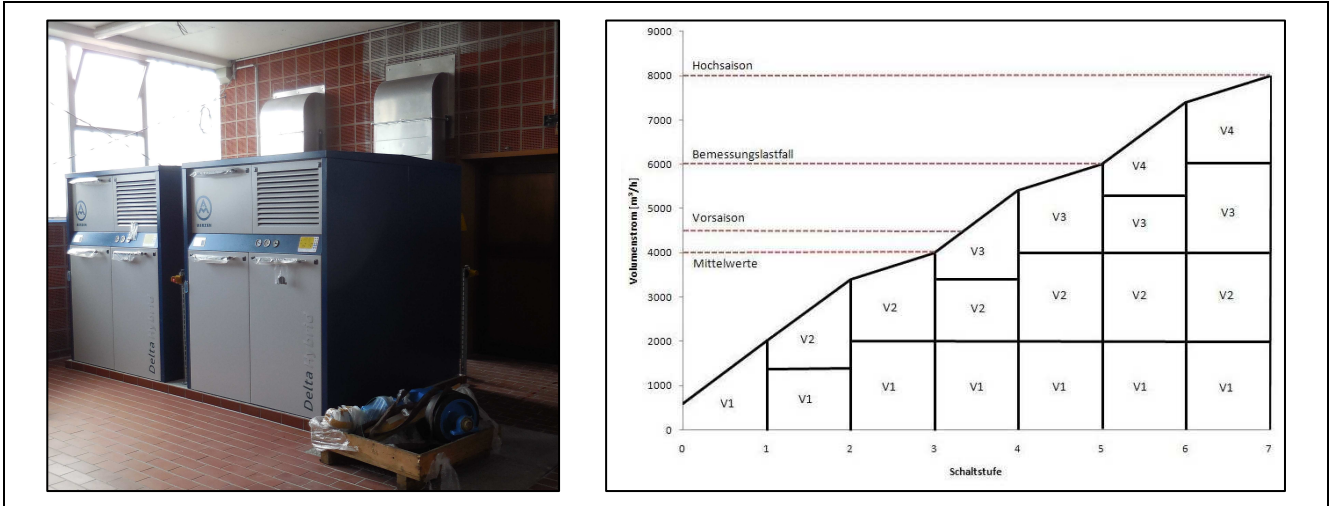 AERZEN
AERZEN
Delta Hybrid
Delta Hybrid
9000
Hochsaison
8000
7000
V4
Bemessungslastfall
6000
V4
5000
Vorsaison
V3
V3
V3
4000
Mittelwerte
V3
3000
V2
V2
V2
V2
V2
2000
V1
V1
V1
V1
V1
V1
V1
1000
0
Volumenstrom [m³/h]
0 1 2 3 4 5 6 7
Schaltstufe